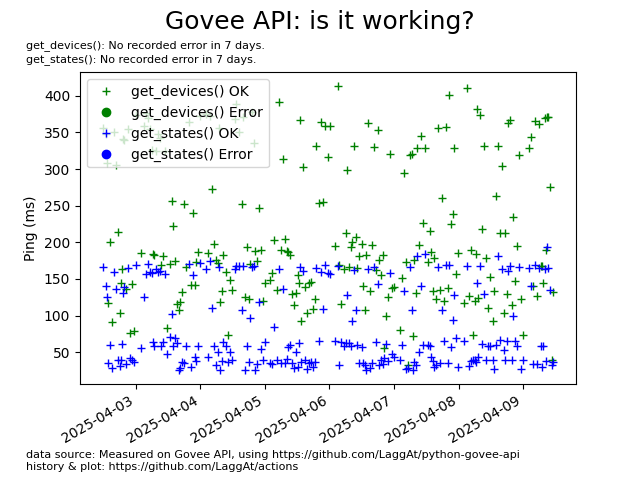 Govee API: is it working?
get_devices(): No recorded error in 7 days.
get_states(): No recorded error in 7 days.
get_devices() OK
get_devices() Error
get_states() OK
get_states() Error
Ping (ms)
400
350
300
250
200
150
100
50
2025-04-03
2025-04-04
2025-04-05
2025-04-06
2025-04-07
2025-04-08
2025-04-09
data source: Measured on Govee API, using https://github.com/LaggAt/python-govee-api
history & plot: https://github.com/LaggAt/actions